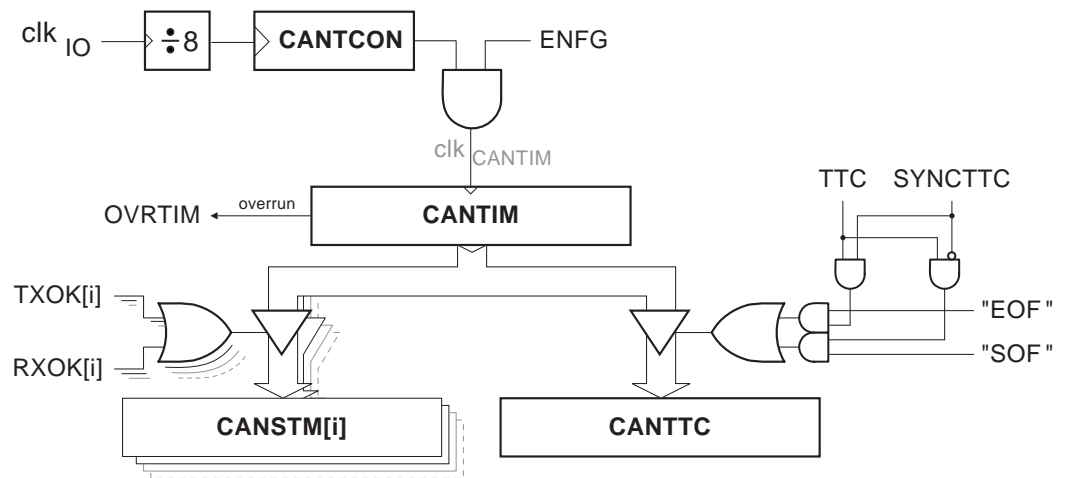 clk IO
÷8
CANTCON
ENFG
clk CANTIM
TTC SYNCTTC
OVRTIM
overrun
CANTIM
TXOK[i]
"EOF"
RXOK[i]
"SOF"
CANSTM[i]
CANTTC